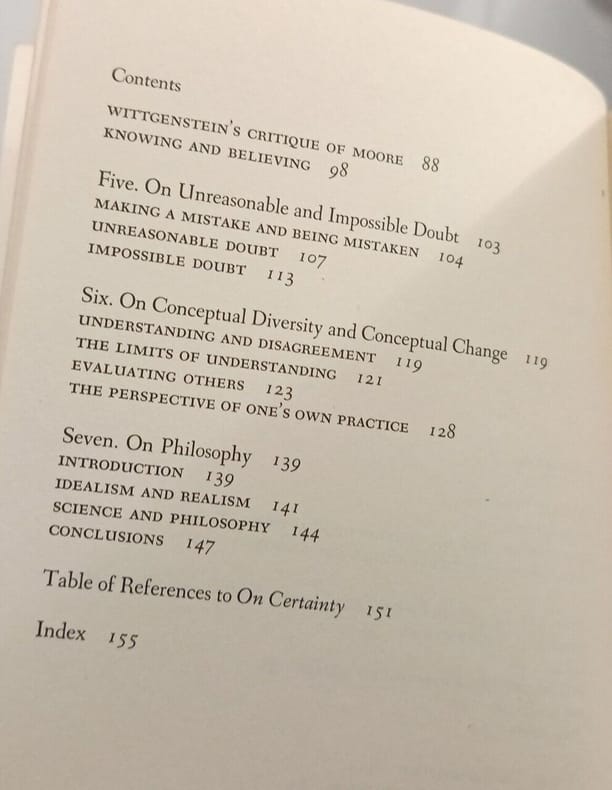 Contents
WITTGENSTEIN'S CRITIQUE OF MOORE 88
KNOWING AND BELIEVING 98
Five. On Unreasonable and Impossible Doubt 103
MAKING A MISTAKE AND BEING MISTAKEN 104
UNREASONABLE DOUBT 107
IMPOSSIBLE DOUBT 113
Six. On Conceptual Diversity and Conceptual Change 119
UNDERSTANDING AND DISAGREEMENT 119
THE LIMITS OF UNDERSTANDING 121
EVALUATING OTHERS 123
THE PERSPECTIVE OF ONE'S OWN PRACTICE 128
Seven. On Philosophy 139
INTRODUCTION 139
IDEALISM AND REALISM 141
SCIENCE AND PHILOSOPHY 144
CONCLUSIONS 147
Table of References to On Certainty 151
Index 155